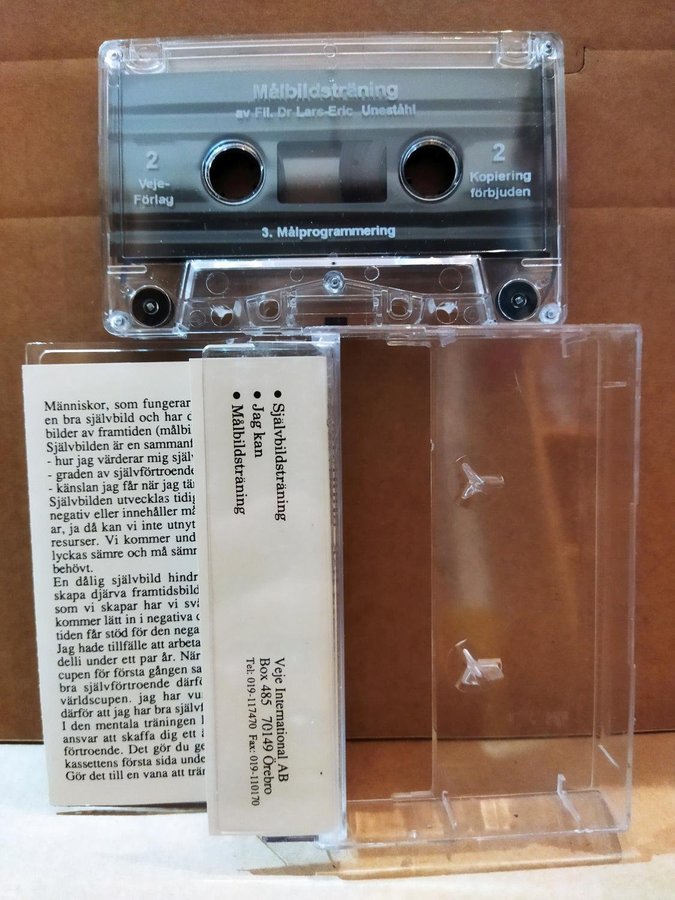 Målbildsträning
av Fil. Dr Lars-Eric Uneståhl
2
Veje-
Förlag
2
Kopiering
förbjuden
3. Målprogrammering
Människor, som fungerar
en bra självbild och har
bilder av framtiden (målbi
Självbilden är en sammanf
- hur jag värderar mig själv
- graden av självförtroende
- känslan jag får när jag tä
Självbilden utvecklas tidig
negativ eller innehåller må
ar, ja då kan vi inte utnyt
resurser. Vi kommer und
lyckas sämre och må sämr
behövt.
En dålig självbild hindr
skapa djärva framtidsbild
som vi skapar har vi svå
kommer lätt in i negativa
tiden får stöd för den nega
Jag hade tillfälle att arbeta
delli under ett par år. När
cupen för första gången sa
bra självförtroende därfö
världscupen. jag har vu
därför att jag har bra själv
I den mentala träningen
ansvar att skaffa dig ett
förtroende. Det gör du ge
kassettens första sida unde
Gör det till en vana att trän
• Självbildsträning
• Jag kan
• Målbildsträning
Veje International AB
Box 485 70149 Örebro
Tel: 019-117470 Fax: 019-110170